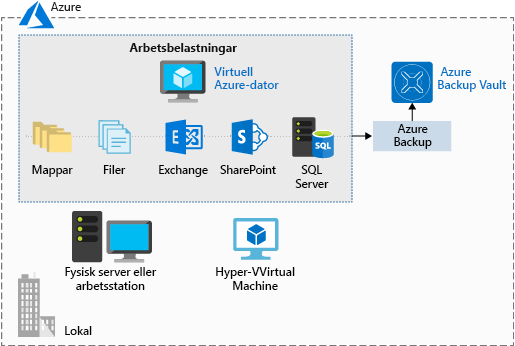 Azure
Arbetsbelastningar
Virtuell
Azure-dator
Azure
Backup Vault
Mappar
Filer
Exchange
SharePoint
SQL
SQL
Server
Azure
Backup
Fysisk server eller
arbetsstation
Hyper-VVirtual
Machine
Lokal